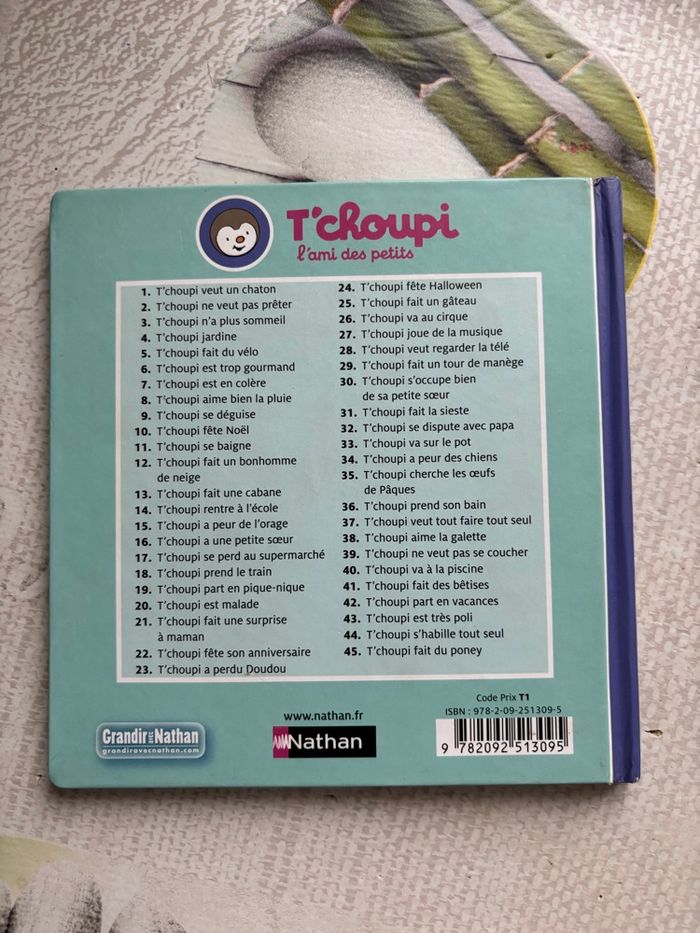 T'choupi
l'ami des petits
1. T'choupi veut un chaton
2. T'choupi ne veut pas prêter
3. T'choupi n'a plus sommeil
4. T'choupi jardine
5. T'choupi fait du vélo
6. T'choupi est trop gourmand
7. T'choupi est en colère
8. T'choupi aime bien la pluie
9. T'choupi se déguise
10. T'choupi fête Noël
11. T'choupi se baigne
12. T'choupi fait un bonhomme
de neige
13. T'choupi fait une cabane
14. T'choupi rentre à l'école
15. T'choupi a peur de l'orage
16. T'choupi a une petite sœur
17. T'choupi se perd au supermarché
18. T'choupi prend le train
19. T'choupi part en pique-nique
20. T'choupi est malade
21. T'choupi fait une surprise
à maman
22. T'choupi fête son anniversaire
23. T'choupi a perdu Doudou
24. T'choupi fête Halloween
25. T'choupi fait un gâteau
26. T'choupi va au cirque
27. T'choupi joue de la musique
28. T'choupi veut regarder la télé
29. T'choupi fait un tour de manège
30. T'choupi s'occupe bien
de sa petite sœur
31. T'choupi fait la sieste
32. T'choupi se dispute avec papa
33. T'choupi va sur le pot
34. T'choupi a peur des chiens
35. T'choupi cherche les œufs
de Pâques
36. T'choupi prend son bain
37. T'choupi veut tout faire tout seul
38. T'choupi aime la galette
39. T'choupi ne veut pas se coucher
40. T'choupi va à la piscine
41. T'choupi fait des bêtises
42. T'choupi part en vacances
43. T'choupi est très poli
44. T'choupi s'habille tout seul
45. T'choupi fait du poney
Grandir avec Nathan
grandiravecnathan.com
www.nathan.fr
Nathan
Code Prix T1
ISBN : 978-2-09-251309-5
9 782092 513095